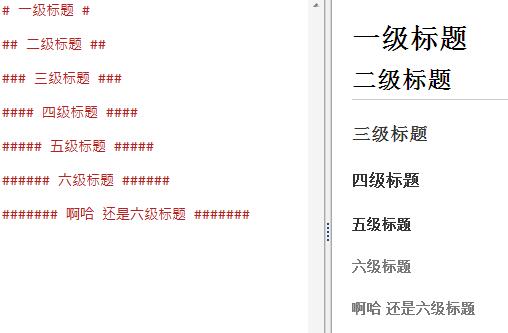 # 一级标题 #
## 二级标题 ##
### 三级标题 ###
#### 四级标题 ####
##### 五级标题 #####
###### 六级标题 ######
####### 啊哈 还是六级标题 #######
一级标题
二级标题
三级标题
四级标题
五级标题
六级标题
啊哈 还是六级标题